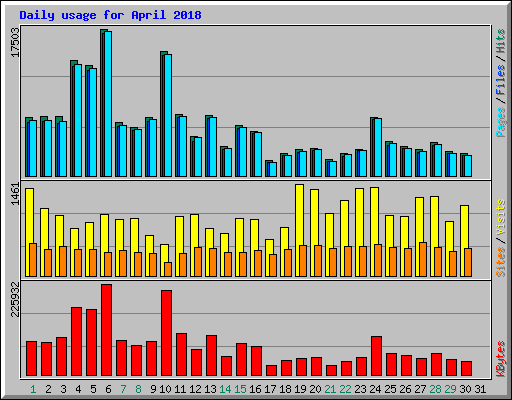 Daily usage for April 2018
17503
Pages / Files / Hits
1461
Sites / Visits
225932
KBytes
1 2 3 4 5 6 7 8 9 10 11 12 13 14 15 16 17 18 19 20 21 22 23 24 25 26 27 28 29 30 31